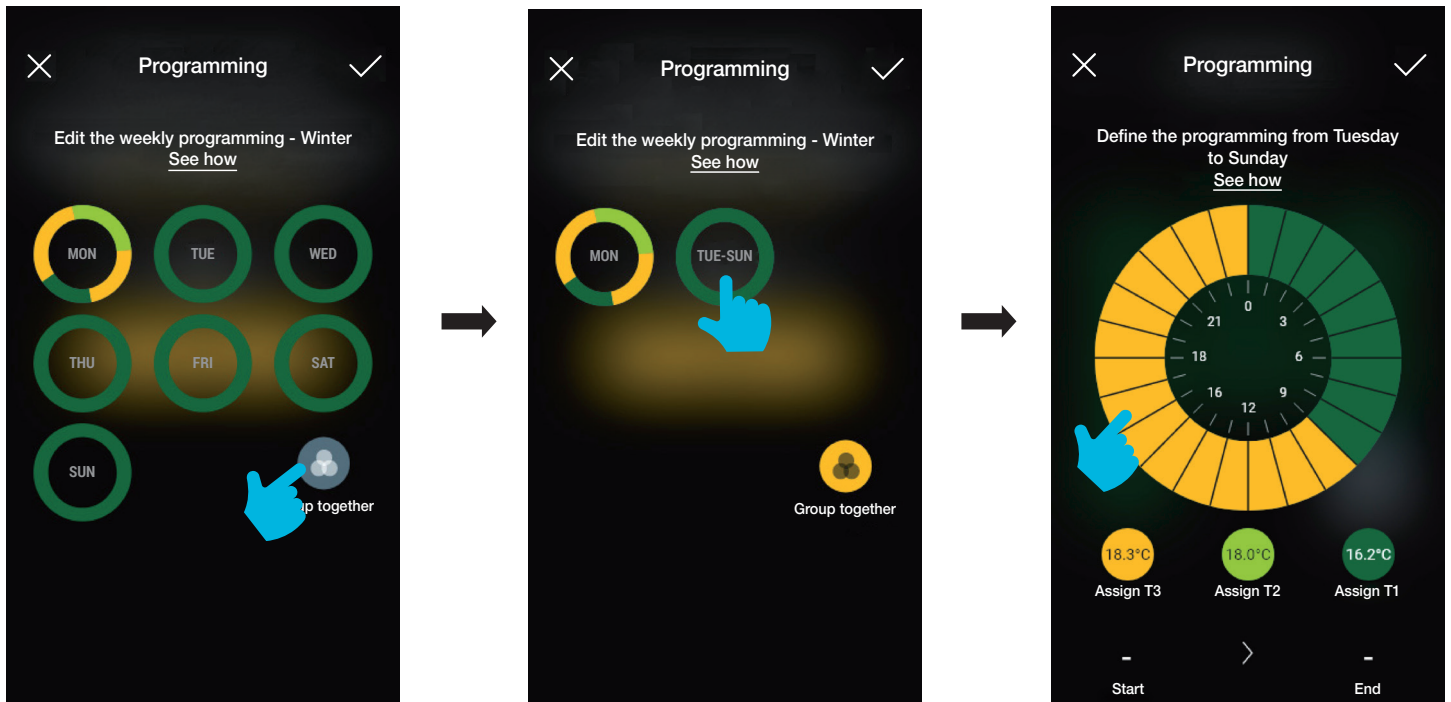 Programming
Edit the weekly programming - Winter
See how
MON
TUE
WED
THU
FRI
SAT
SUN
together
Programming
Edit the weekly programming - Winter
See how
MON
TUE-SUN
Group together
Programming
Define the programming from Tuesday
to Sunday
See how
0
3
6
9
12
16
18
21
18.3°C
18.0°C
16.2°C
Assign T3
Assign T2
Assign T1
-
-
Start
End